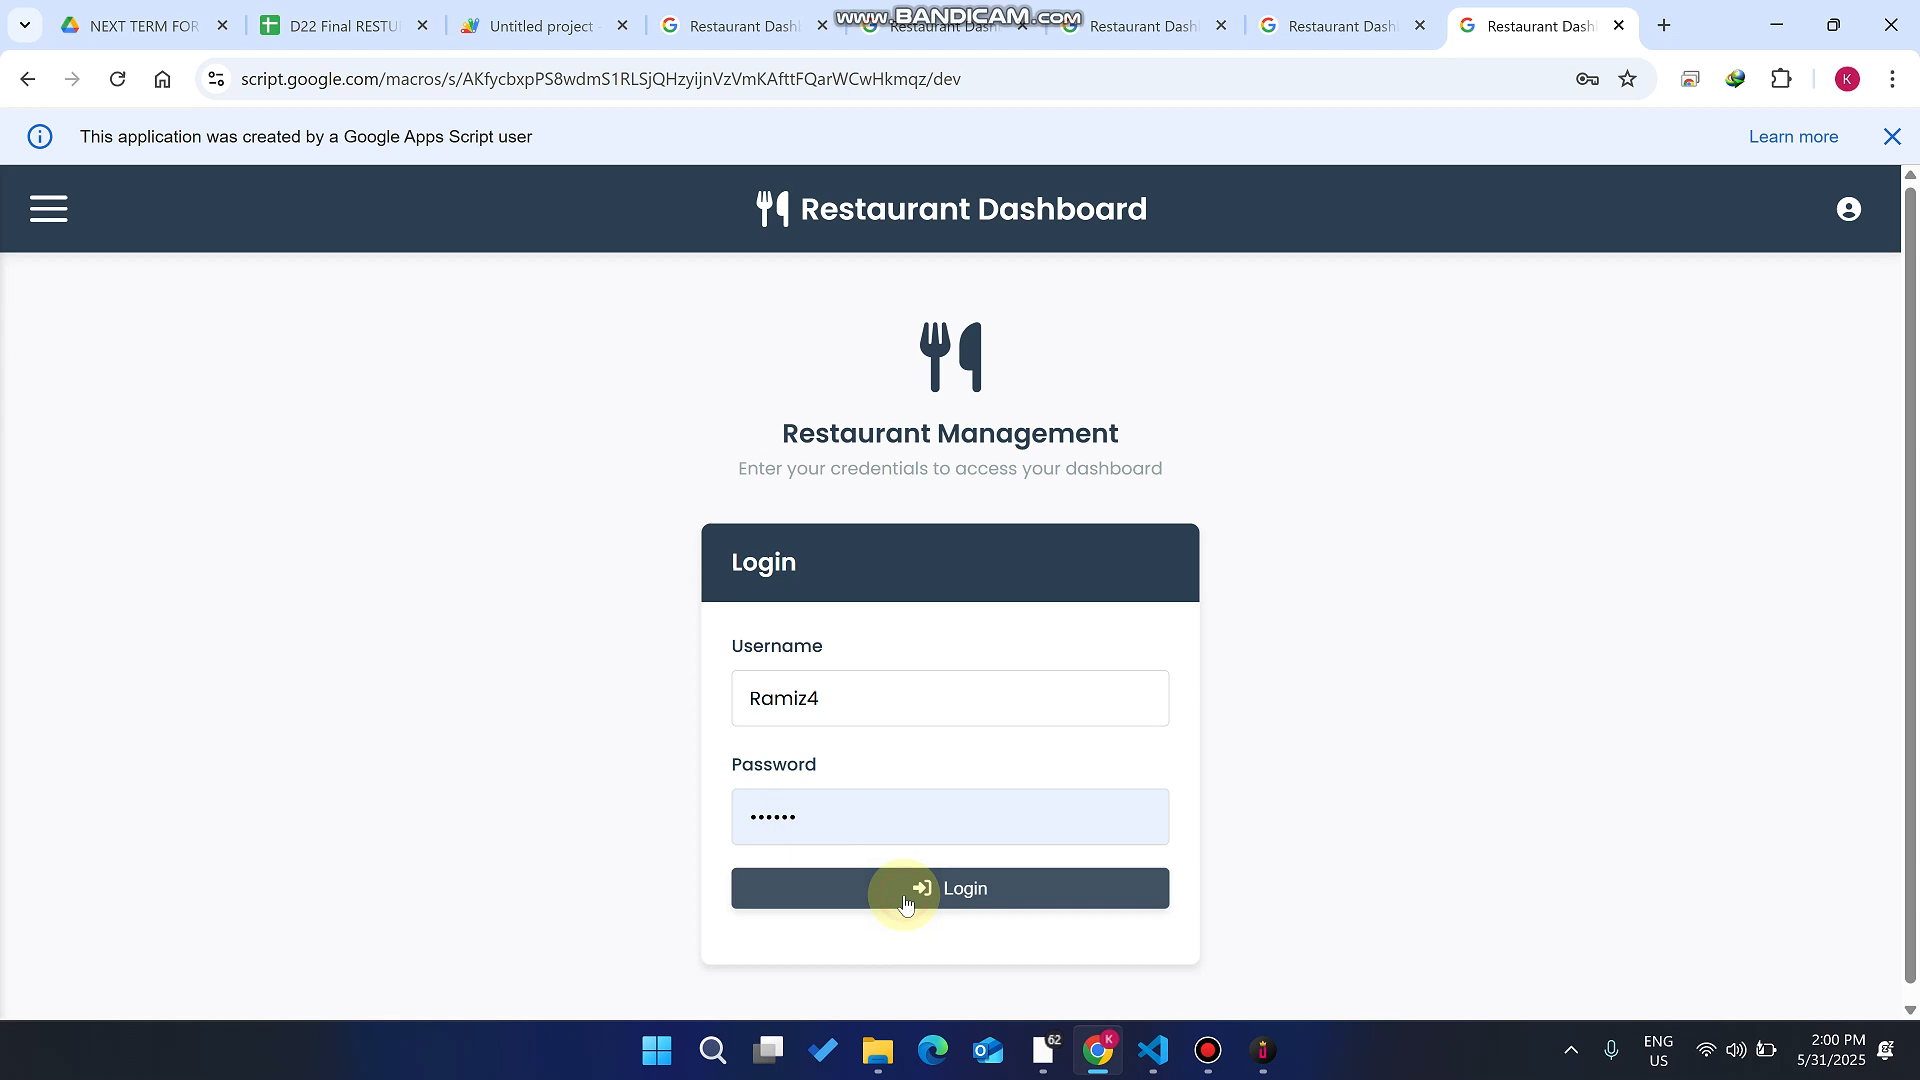 NEXT TERM FOR
D22 Final RESTU
Untitled project
Restaurant Dash
Restaurant Dash
Restaurant Dash
Restaurant Dash
Restaurant Dash
www.BANDICAM.com
script.google.com/macros/s/AKfycbxpPS8wdmS1RLSjQHzyijnVzVmKAfttFQarWCwHkmqz/dev
K
This application was created by a Google Apps Script user
Learn more
Restaurant Dashboard
Restaurant Management
Enter your credentials to access your dashboard
Login
Username
Ramiz4
Password
••••••
Login
62
K
ENG
US
2:00 PM
5/31/2025